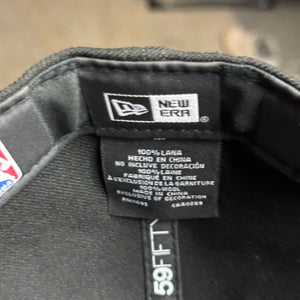 NEW
ERA
100% LANA
HECHO EN CHINA
NO INCLUYE DECORACIÓN
100% LAINE
FABRIQUÉ EN CHINE
A L'EXCLUSION DE LA GARNITURE
100% WOOL
MADE IN CHINA
EXCLUSIVE OF DECORATION
CA40285
59FIFTY